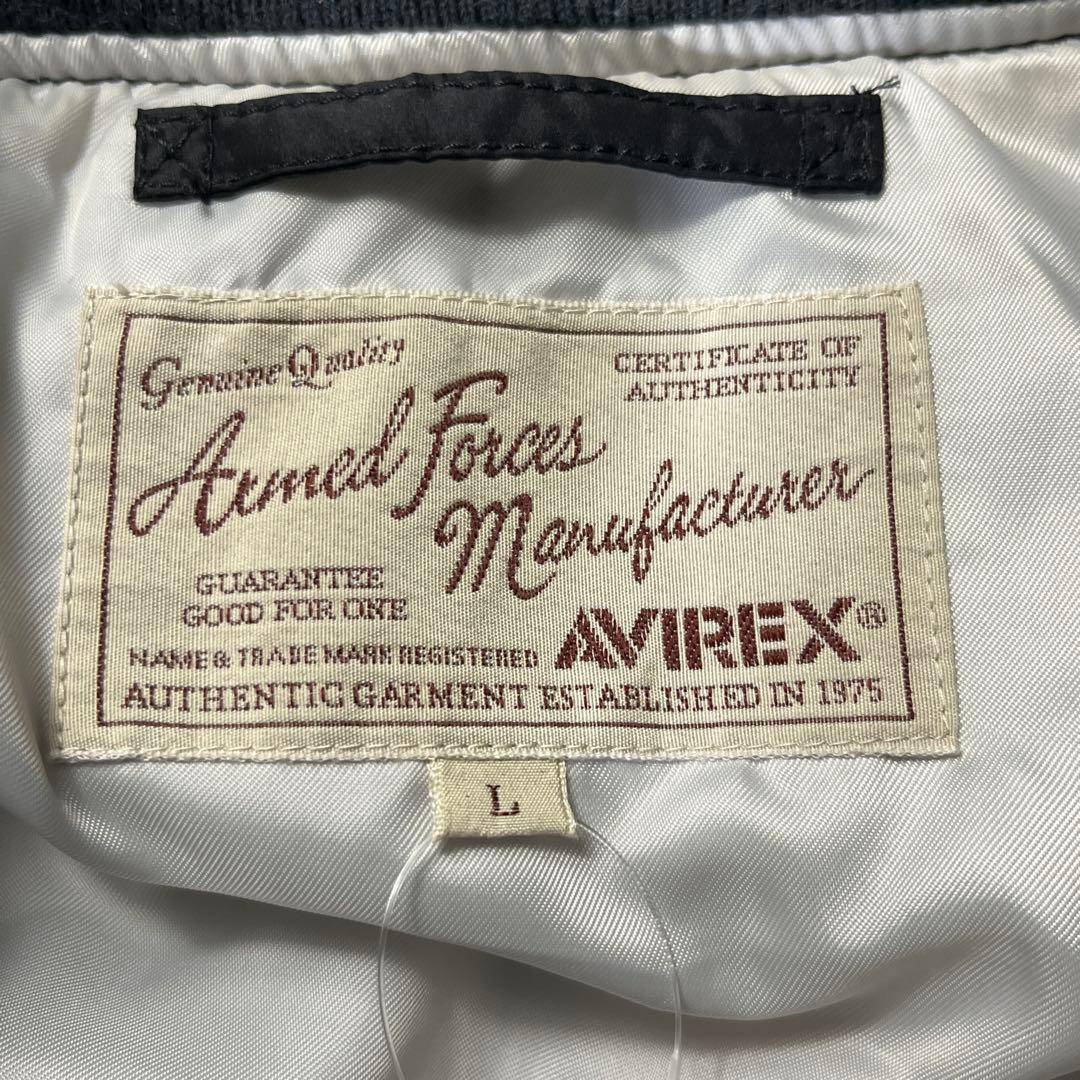 Genuine Quality
CERTIFICATE OF
AUTHENTICITY
Armed Forces
Manufacturer
GUARANTEE
GOOD FOR ONE
NAME & TRADE MARK REGISTERED
AVIREX®
AUTHENTIC GARMENT ESTABLISHED IN 1975
L